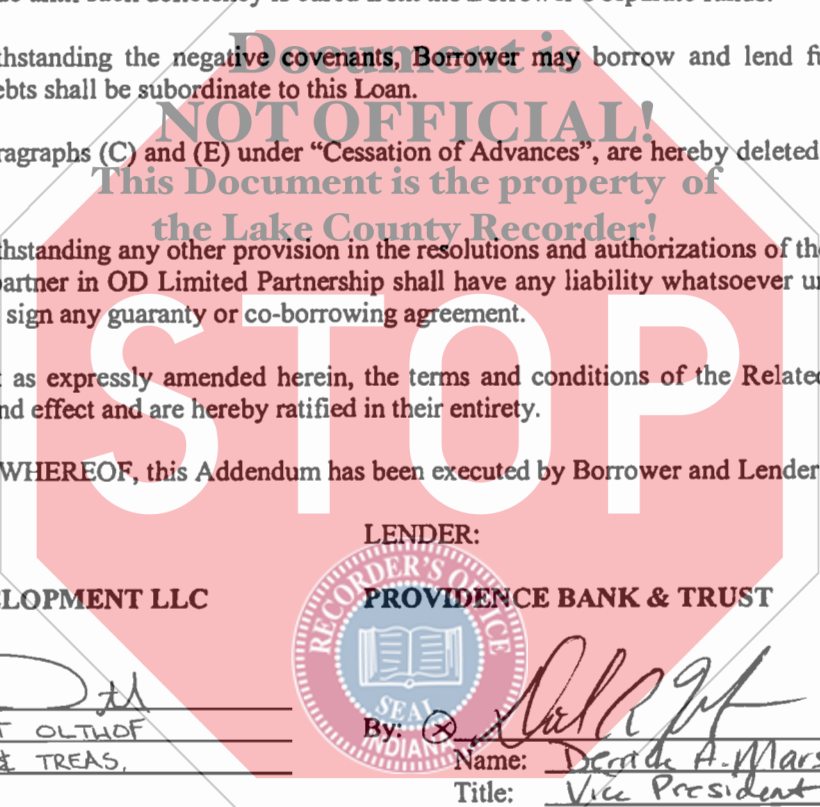 until such deficiency is cured from the Borrower Corporate funds.
thstanding the negative covenants, Borrower may borrow and lend fu
Document is
ebts shall be subordinate to this Loan.
NOT OFFICIAL!
ragraphs (C) and (E) under “Cessation of Advances”, are hereby deleted
This Document is the property of
the Lake County Recorder!
hstanding any other provision in the resolutions and authorizations of the
partner in OD Limited Partnership shall have any liability whatsoever un
sign any guaranty or co-borrowing agreement.
t as expressly amended herein, the terms and conditions of the Related
nd effect and are hereby ratified in their entirety.
STOP
WHEREOF, this Addendum has been executed by Borrower and Lender
LENDER:
ELOPMENT LLC PROVIDENCE BANK & TRUST
RECORDER'S OFFICE
SEAL
INDIANA
T OLTHOF By:
& TREAS, Name: Derrick A. Mars
Title: Vice President